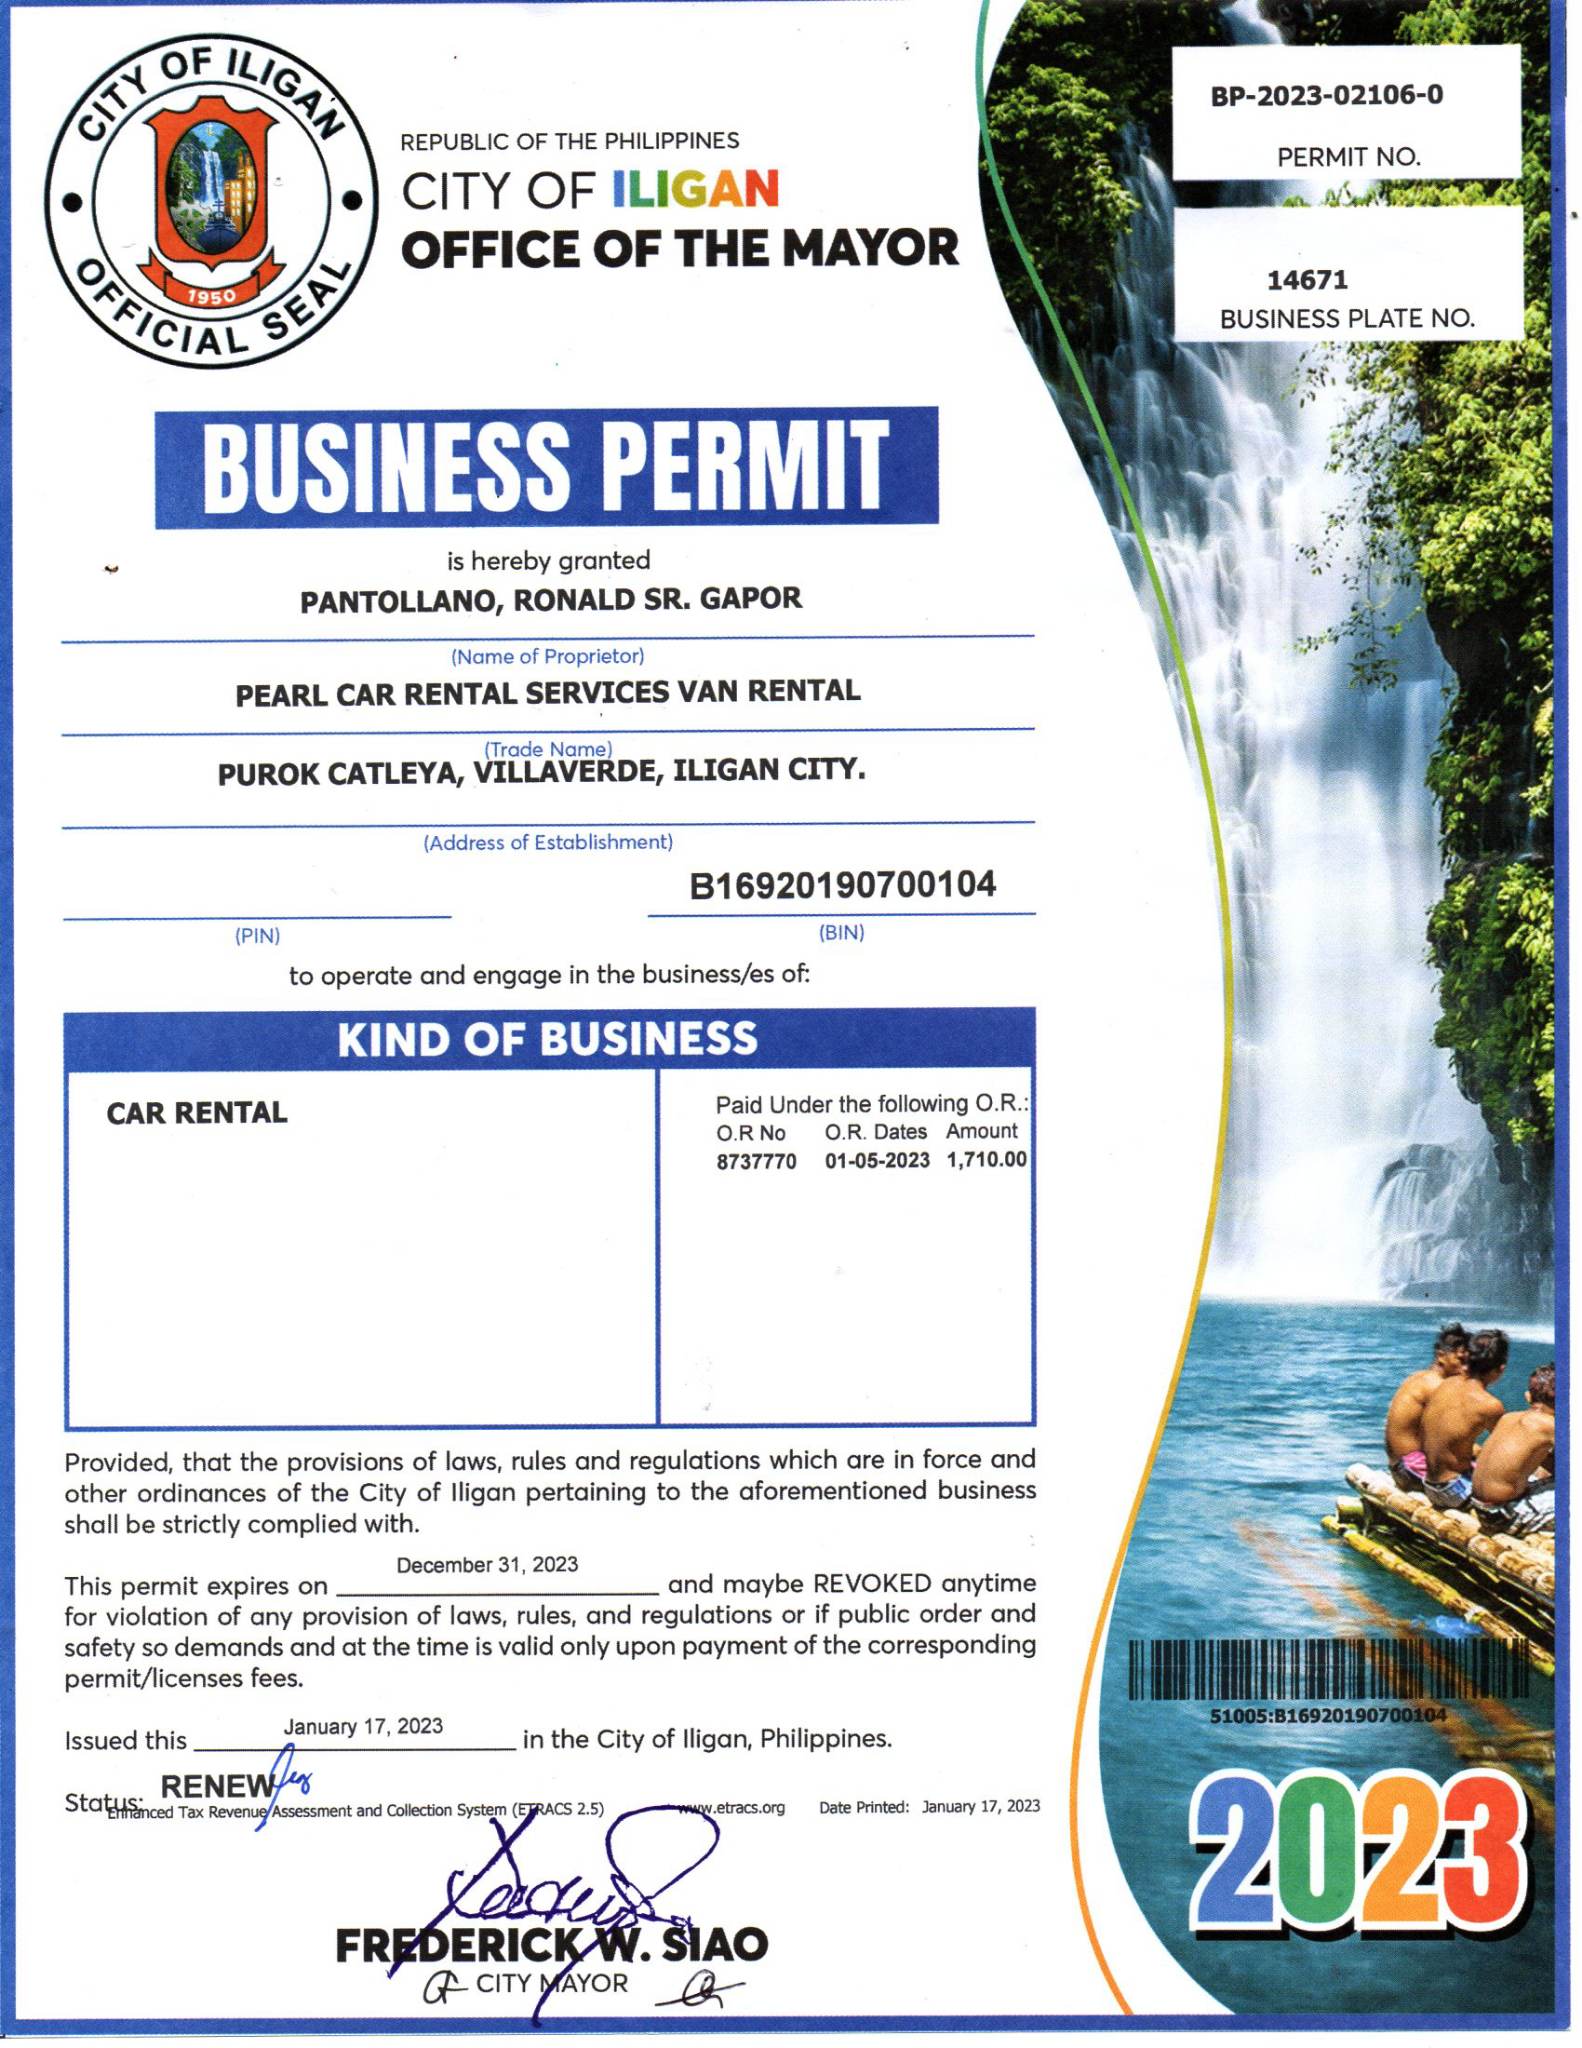 CITY OF ILIGAN
OFFICIAL SEAL
1950
REPUBLIC OF THE PHILIPPINES
CITY OF ILIGAN
OFFICE OF THE MAYOR
BP-2023-02106-0
PERMIT NO.
14671
BUSINESS PLATE NO.
BUSINESS PERMIT
is hereby granted
PANTOLLANO, RONALD SR. GAPOR
(Name of Proprietor)
PEARL CAR RENTAL SERVICES VAN RENTAL
(Trade Name)
PUROK CATLEYA, VILLAVERDE, ILIGAN CITY.
(Address of Establishment)
B16920190700104
(PIN) (BIN)
to operate and engage in the business/es of:
KIND OF BUSINESS
CAR RENTAL
Paid Under the following O.R.:
O.R No O.R. Dates Amount
8737770 01-05-2023 1,710.00
Provided, that the provisions of laws, rules and regulations which are in force and
other ordinances of the City of Iligan pertaining to the aforementioned business
shall be strictly complied with.
This permit expires on December 31, 2023 and maybe REVOKED anytime
for violation of any provision of laws, rules, and regulations or if public order and
safety so demands and at the time is valid only upon payment of the corresponding
permit/licenses fees.
Issued this January 17, 2023 in the City of Iligan, Philippines.
Status: RENEW
Enhanced Tax Revenue Assessment and Collection System (ETRACS 2.5) www.etracs.org Date Printed: January 17, 2023
FREDERICK W. SIAO
CITY MAYOR
51005:B16920190700104
2023